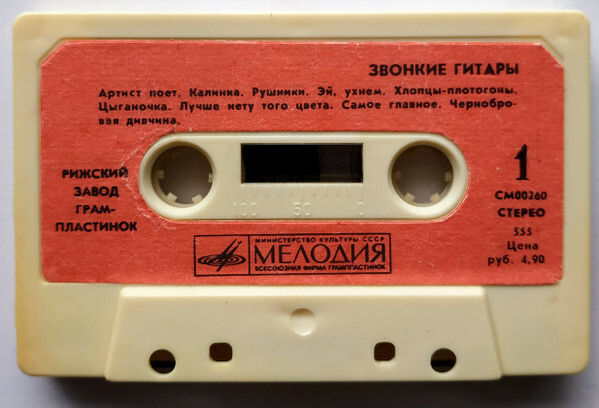 ЗВОНКИЕ ГИТАРЫ
Артист поет. Калинка. Рушники. Эй, ухнем. Хлопцы-плотогоны.
Цыганочка. Лучше нету того цвета. Самое главное. Чернобро-
вая дивчина.
РИЖСКИЙ
ЗАВОД
ГРАМ-
ПЛАСТИНОК
1
СМ00260
СТЕРЕО
555
Цена
руб. 4,90
100 50 0
МИНИСТЕРСТВО КУЛЬТУРЫ СССР
МЕЛОДИЯ
ВСЕСОЮЗНАЯ ФИРМА ГРАМПЛАСТИНОК